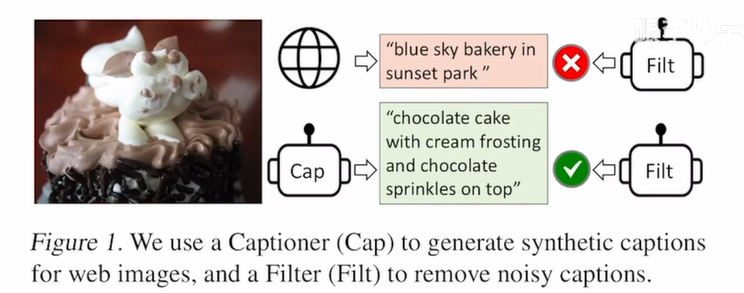 "blue sky bakery in
sunset park "
Filt
Cap
"chocolate cake
with cream frosting
and chocolate
sprinkles on top"
Filt
Figure 1. We use a Captioner (Cap) to generate synthetic captions
for web images, and a Filter (Filt) to remove noisy captions.